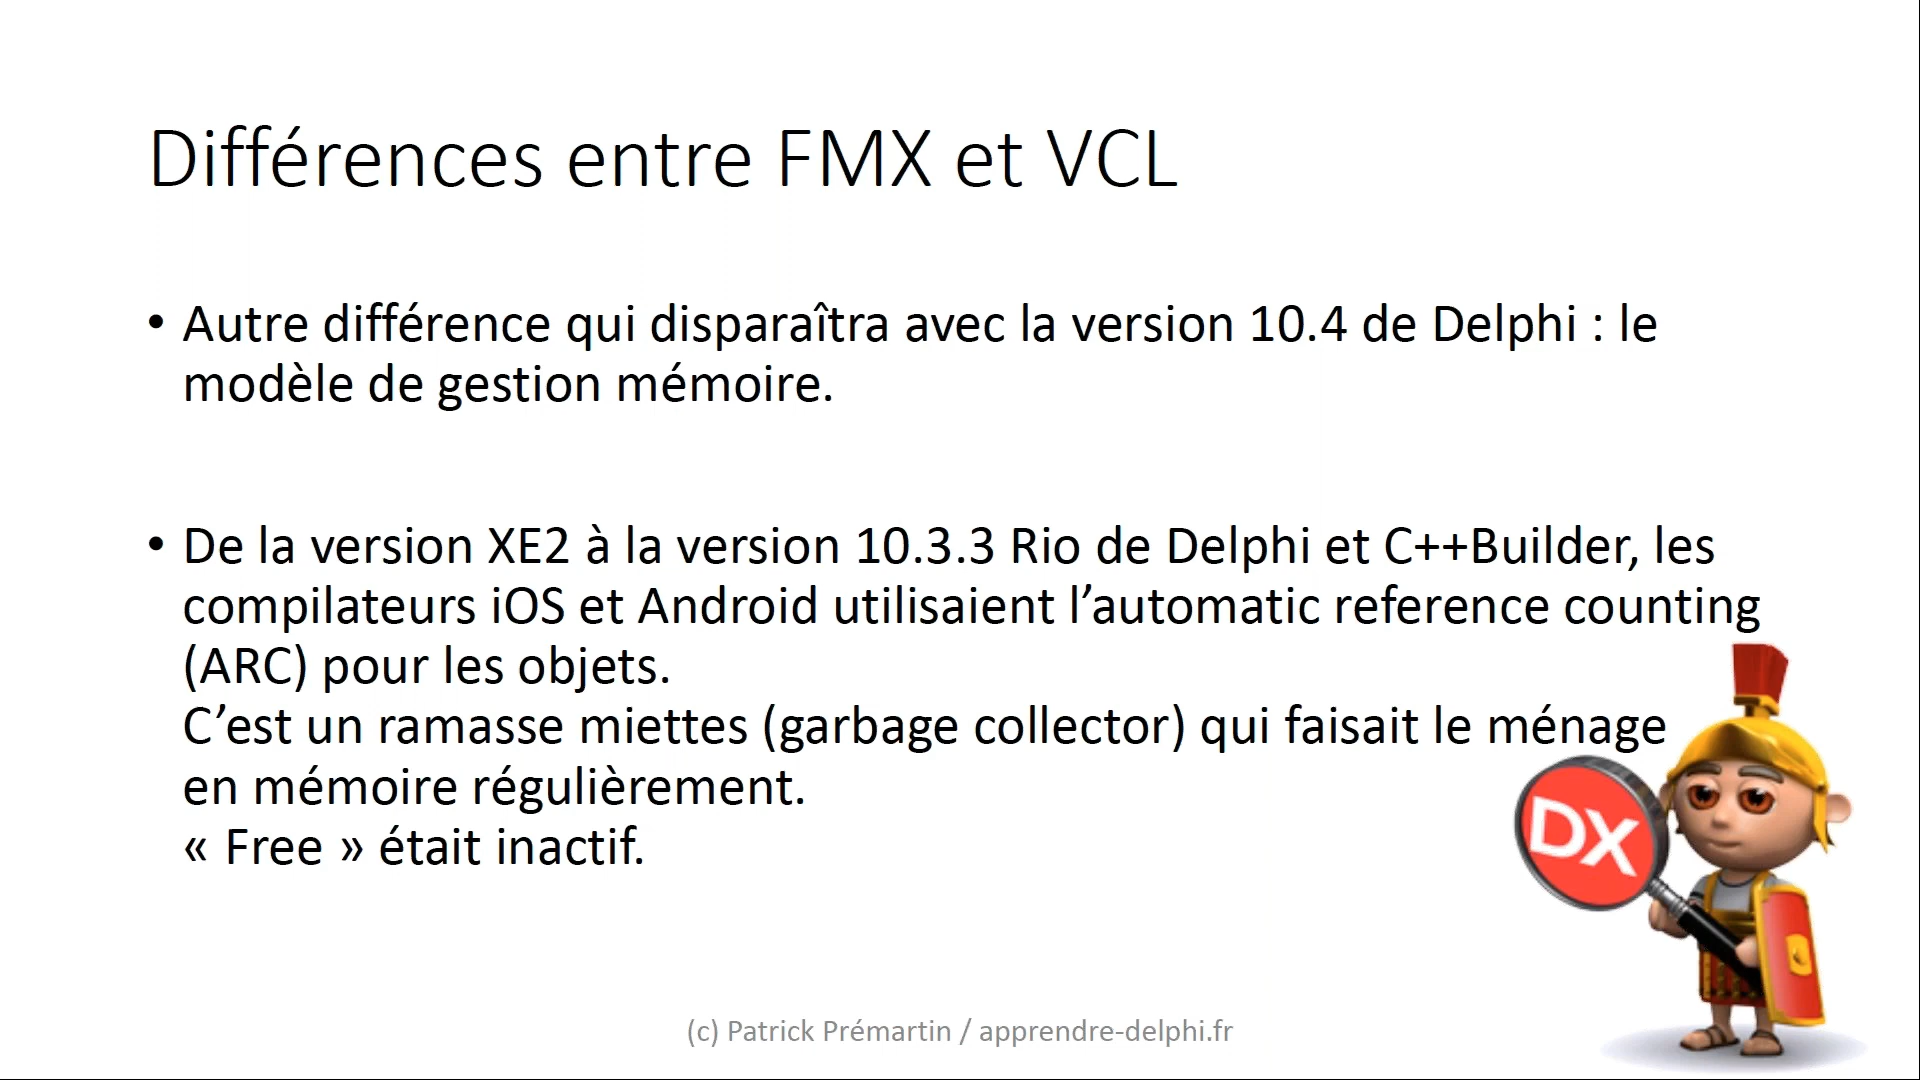 Différences entre FMX et VCL
• Autre différence qui disparaîtra avec la version 10.4 de Delphi : le
modèle de gestion mémoire.
• De la version XE2 à la version 10.3.3 Rio de Delphi et C++Builder, les
compilateurs iOS et Android utilisaient l’automatic reference counting
(ARC) pour les objets.
C’est un ramasse miettes (garbage collector) qui faisait le ménage
en mémoire régulièrement.
« Free » était inactif.
DX
(c) Patrick Prémartin / apprendre-delphi.fr